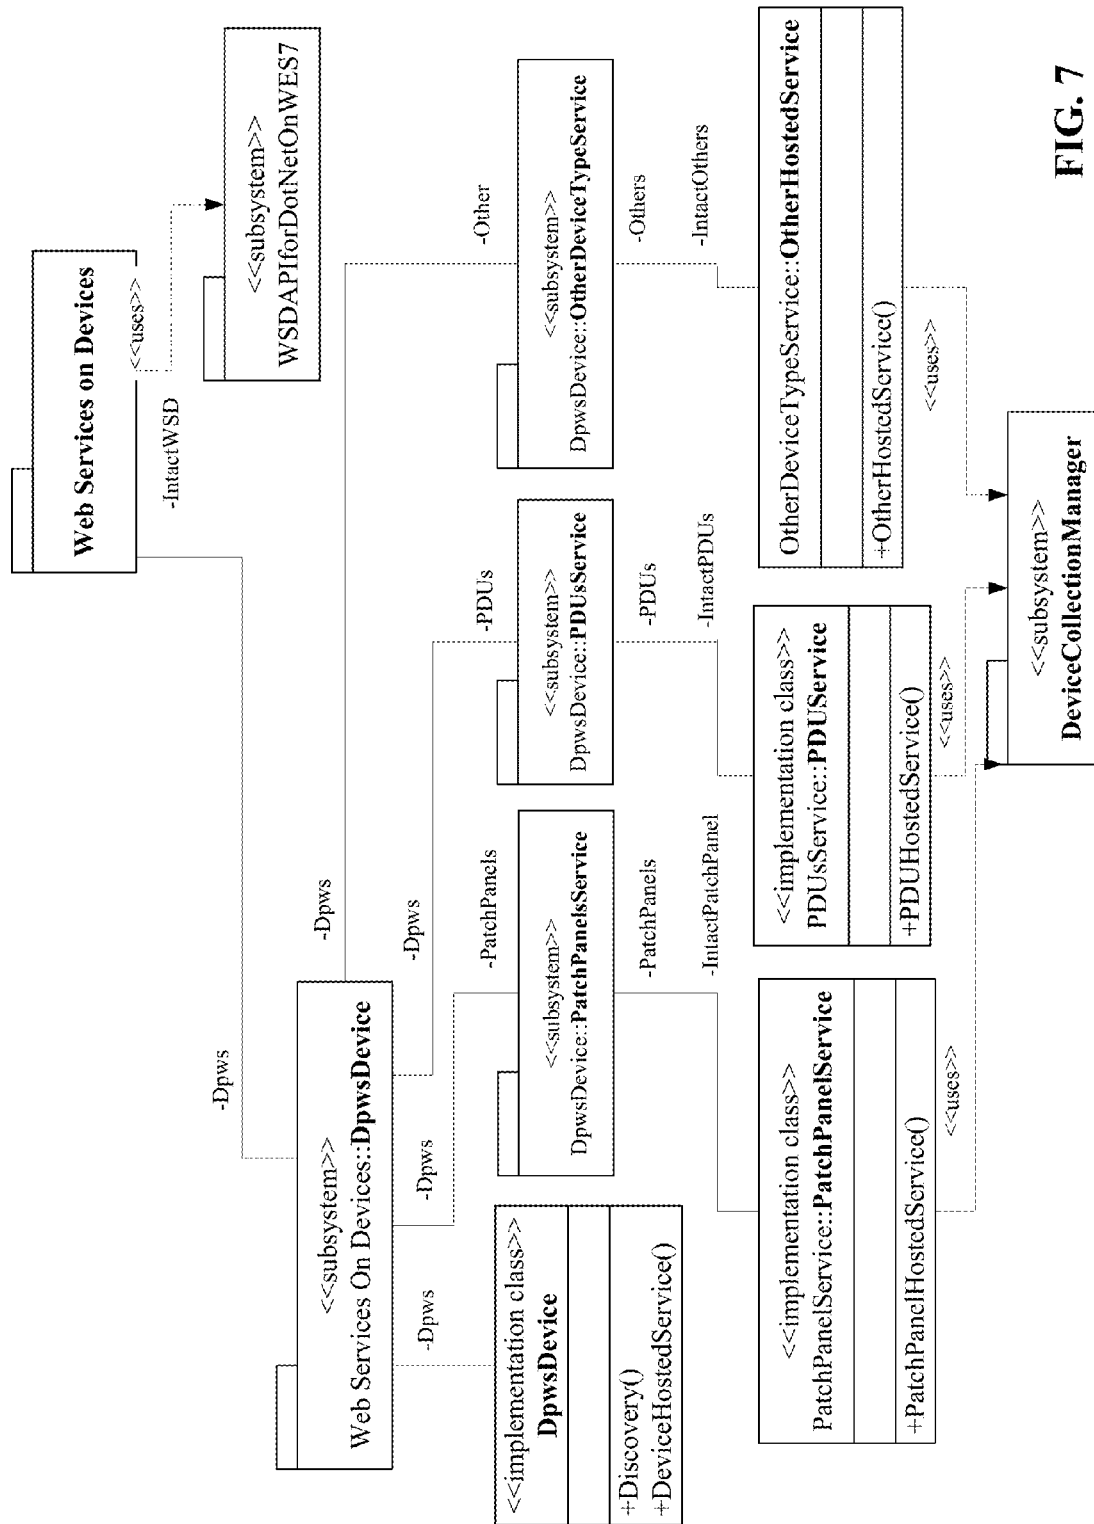 Web Services on Devices
-IntactWSD
<<uses>>
<<subsystem>>
WSDAPIforDotNetOnWES7
-Dpws
<<subsystem>>
Web Services On Devices::DpwsDevice
-Dpws
-Dpws
-Dpws
-Dpws
-PatchPanels
-PDUs
-Other
<<implementation class>>
DpwsDevice
+Discovery()
+DeviceHostedService()
<<subsystem>>
DpwsDevice::PatchPanelsService
<<subsystem>>
DpwsDevice::PDUsService
<<subsystem>>
DpwsDevice::OtherDeviceTypeService
-PatchPanels
-PDUs
-Others
-IntactPatchPanel
-IntactPDUs
-IntactOthers
<<implementation class>>
PatchPanelService::PatchPanelService
+PatchPanelHostedService()
<<implementation class>>
PDUsService::PDUService
+PDUHostedService()
OtherDeviceTypeService::OtherHostedService
+OtherHostedService()
<<uses>>
<<uses>>
<<uses>>
<<subsystem>>
DeviceCollectionManager
FIG. 7